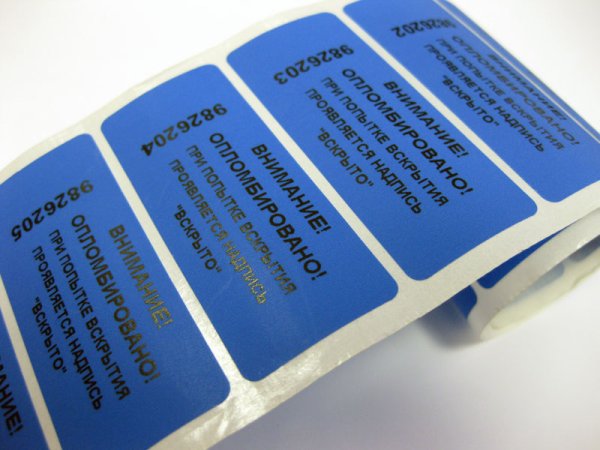 9826202
ВНИМАНИЕ!
ОПЛОМБИРОВАНО!
ПРИ ПОПЫТКЕ ВСКРЫТИЯ
ПРОЯВЛЯЕТСЯ НАДПИСЬ
"ВСКРЫТО"
9826203
ВНИМАНИЕ!
ОПЛОМБИРОВАНО!
ПРИ ПОПЫТКЕ ВСКРЫТИЯ
ПРОЯВЛЯЕТСЯ НАДПИСЬ
"ВСКРЫТО"
9826204
ВНИМАНИЕ!
ОПЛОМБИРОВАНО!
ПРИ ПОПЫТКЕ ВСКРЫТИЯ
ПРОЯВЛЯЕТСЯ НАДПИСЬ
"ВСКРЫТО"
9826205
ВНИМАНИЕ!
ОПЛОМБИРОВАНО!
ПРИ ПОПЫТКЕ ВСКРЫТИЯ
ПРОЯВЛЯЕТСЯ НАДПИСЬ
"ВСКРЫТО"